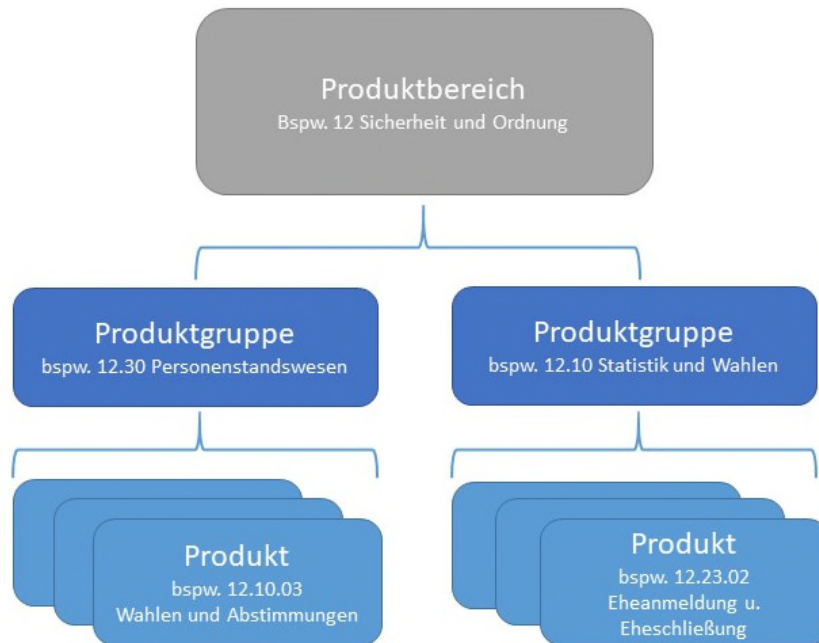 Produktbereich
Bspw. 12 Sicherheit und Ordnung
Produktgruppe
bspw. 12.30 Personenstandswesen
Produktgruppe
bspw. 12.10 Statistik und Wahlen
Produkt
bspw. 12.10.03
Wahlen und Abstimmungen
Produkt
bspw. 12.23.02
Eheanmeldung u.
Eheschließung